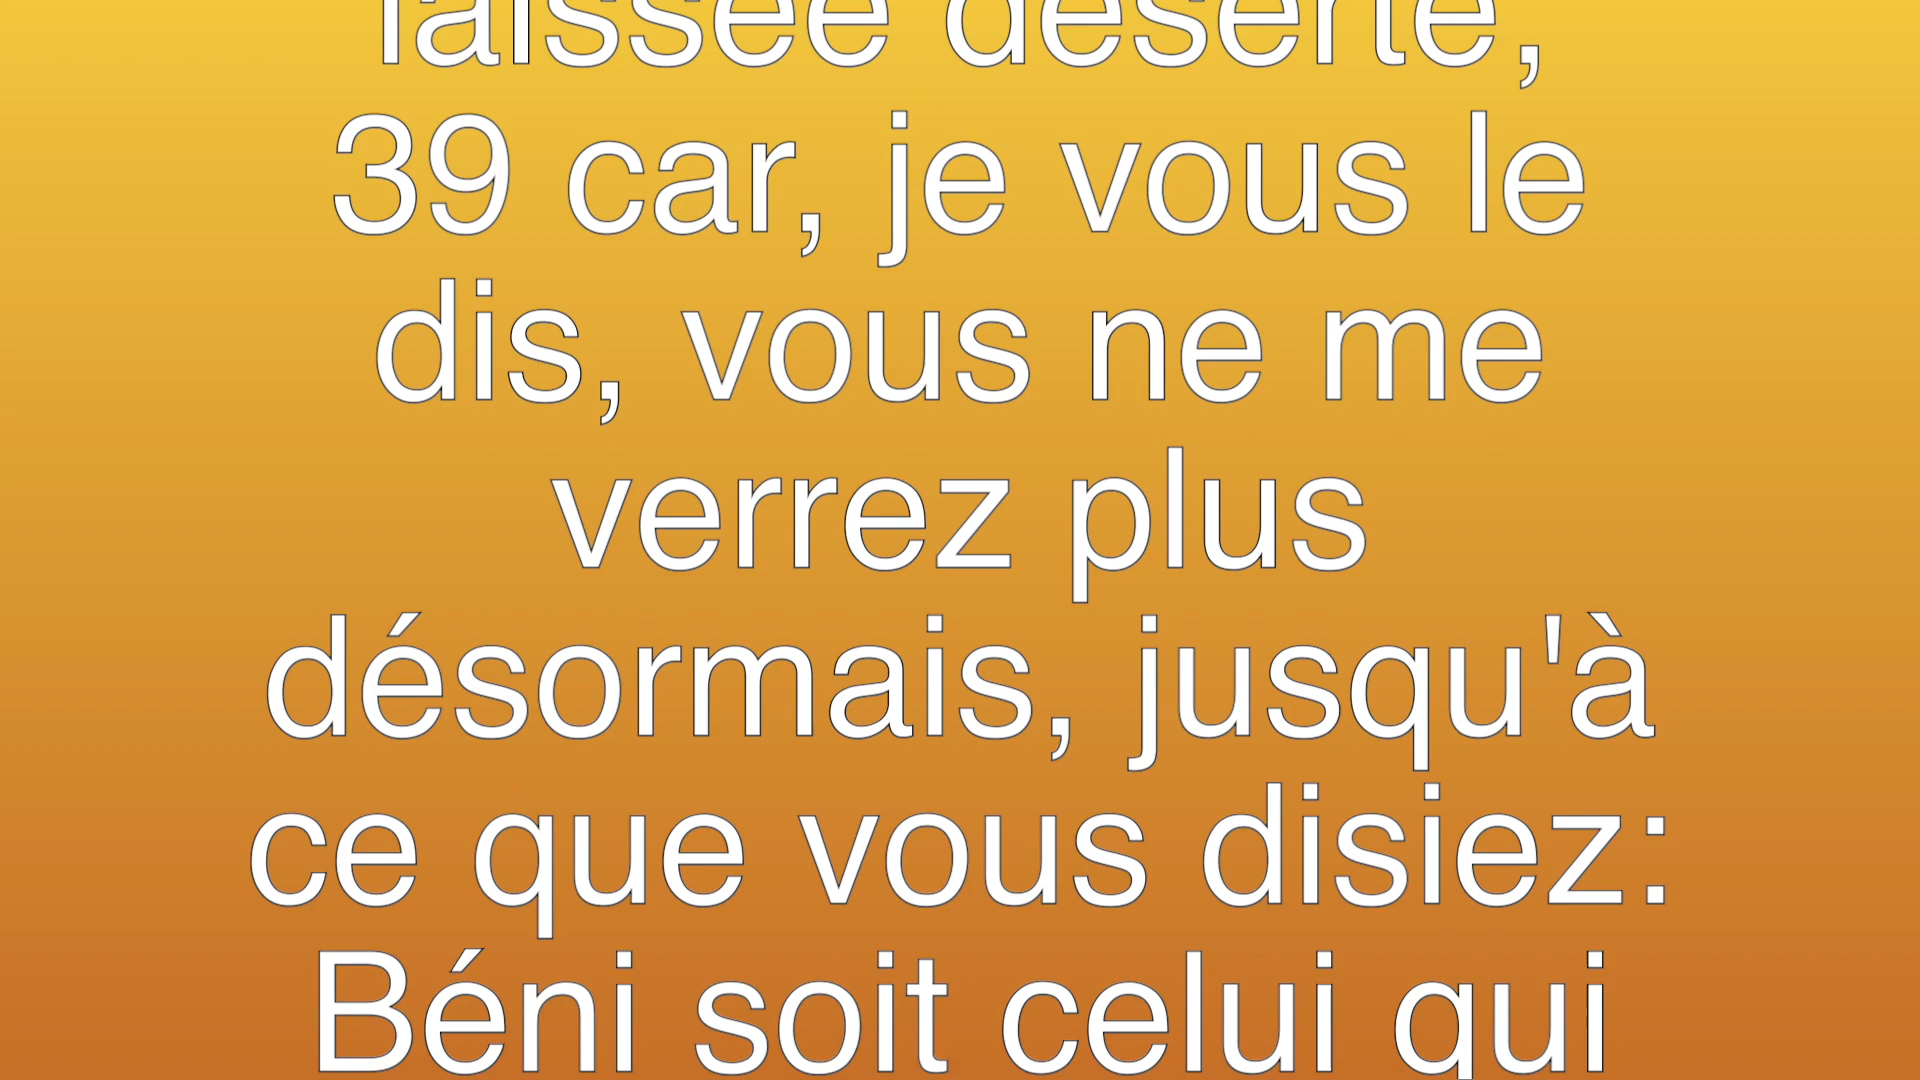 laissée déserte,
39 car, je vous le
dis, vous ne me
verrez plus
désormais, jusqu'à
ce que vous disiez:
Béni soit celui qui